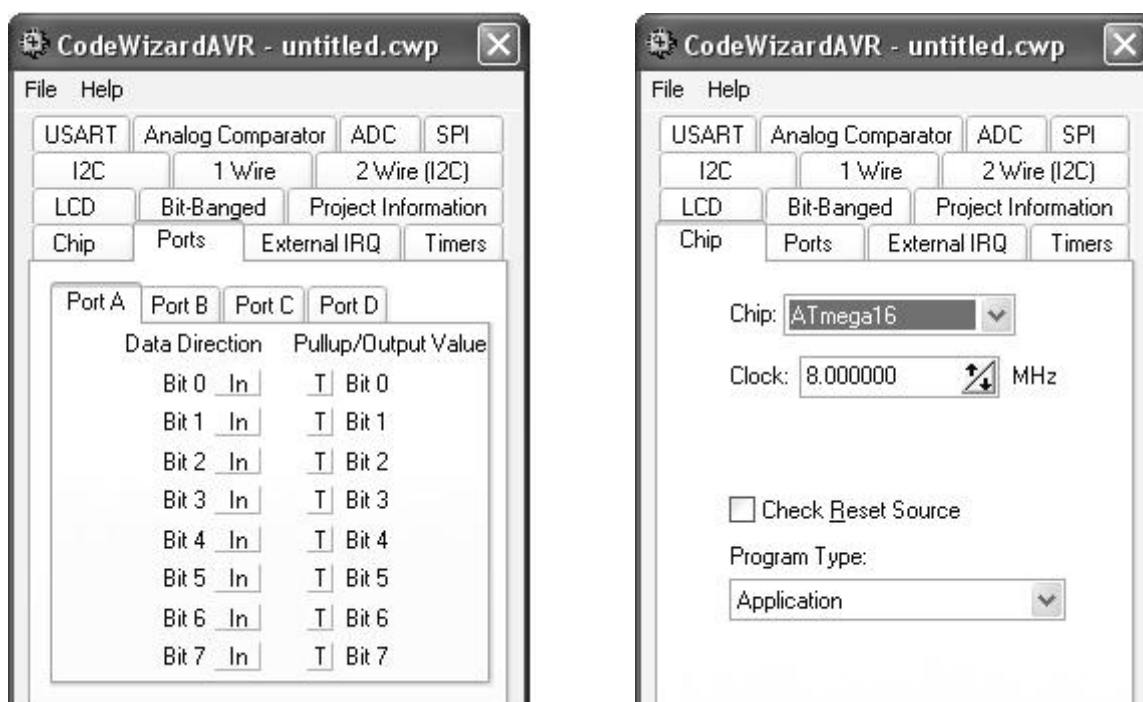 CodeWizardAVR - untitled.cwp
File Help
USART Analog Comparator ADC SPI
I2C 1 Wire 2 Wire (I2C)
LCD Bit-Banged Project Information
Chip Ports External IRQ Timers
Port A Port B Port C Port D
Data Direction Pullup/Output Value
Bit 0 In T Bit 0
Bit 1 In T Bit 1
Bit 2 In T Bit 2
Bit 3 In T Bit 3
Bit 4 In T Bit 4
Bit 5 In T Bit 5
Bit 6 In T Bit 6
Bit 7 In T Bit 7
CodeWizardAVR - untitled.cwp
File Help
USART Analog Comparator ADC SPI
I2C 1 Wire 2 Wire (I2C)
LCD Bit-Banged Project Information
Chip Ports External IRQ Timers
Chip: ATmega16
Clock: 8.000000 MHz
Check Reset Source
Program Type:
Application